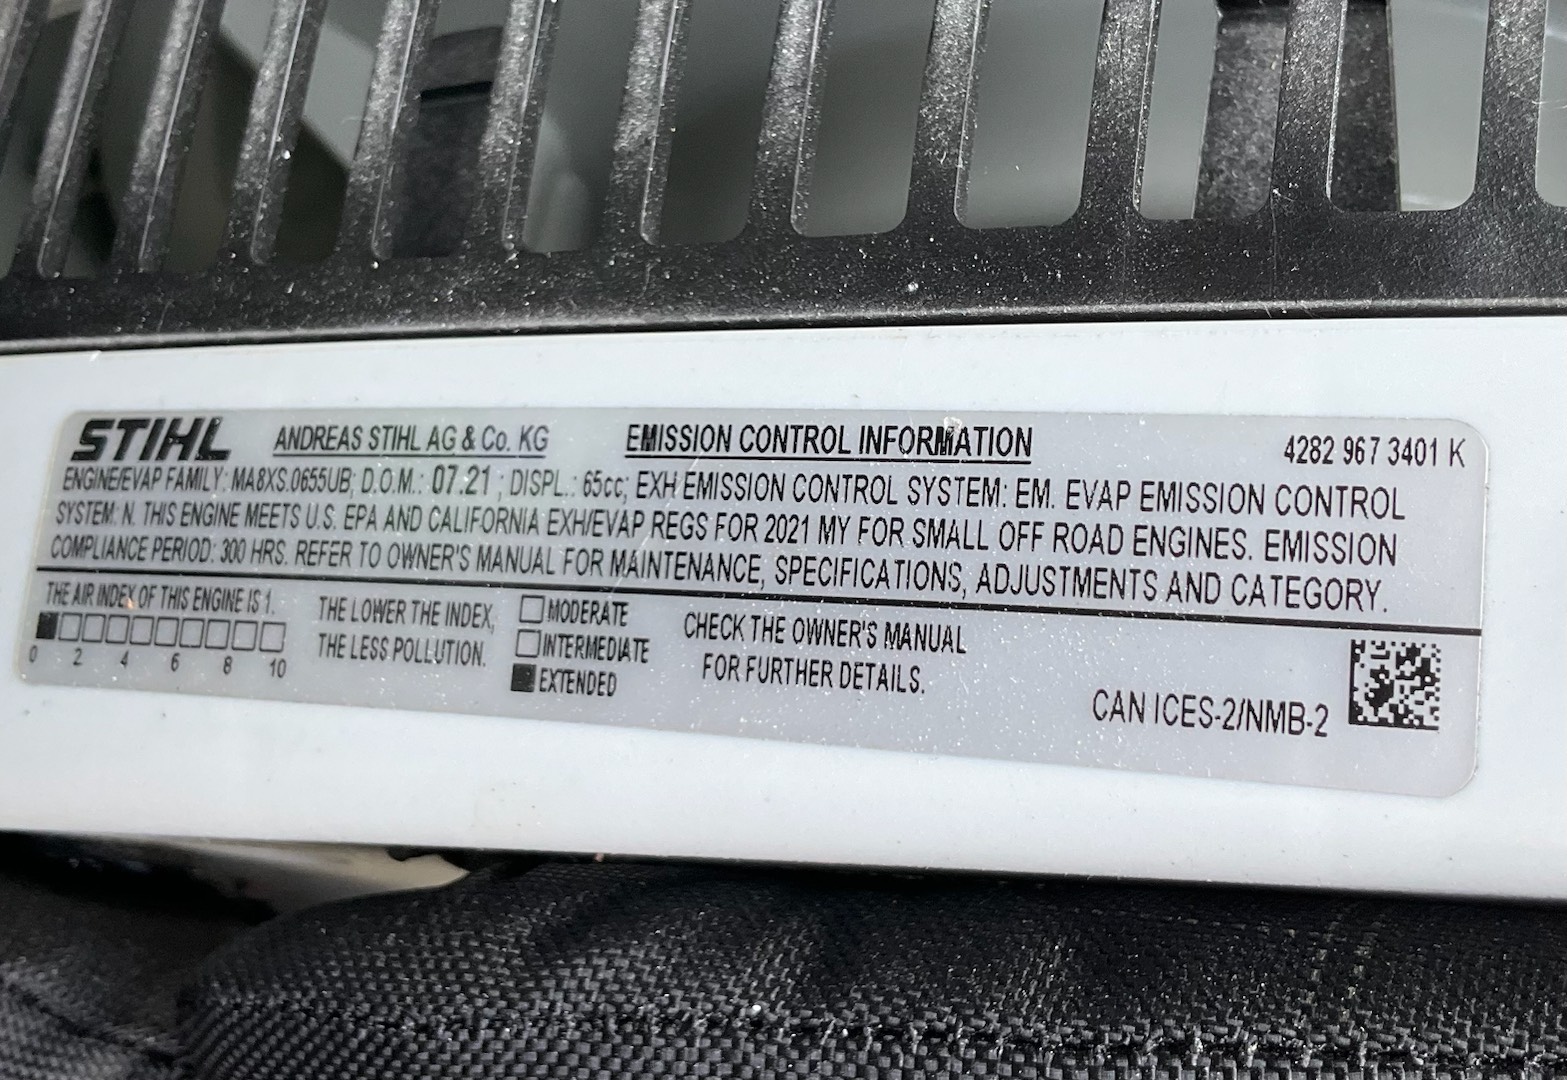 STIHL ANDREAS STIHL AG & Co. KG EMISSION CONTROL INFORMATION 4282 967 3401 K
ENGINE/EVAP FAMILY: MA8XS.0655UB; D.O.M.: 07.21 ; DISPL.: 65cc; EXH EMISSION CONTROL SYSTEM: EM. EVAP EMISSION CONTROL
SYSTEM: N. THIS ENGINE MEETS U.S. EPA AND CALIFORNIA EXH/EVAP REGS FOR 2021 MY FOR SMALL OFF ROAD ENGINES. EMISSION
COMPLIANCE PERIOD: 300 HRS. REFER TO OWNER'S MANUAL FOR MAINTENANCE, SPECIFICATIONS, ADJUSTMENTS AND CATEGORY.
THE AIR INDEX OF THIS ENGINE IS 1.
0 2 4 6 8 10
THE LOWER THE INDEX,
THE LESS POLLUTION.
MODERATE
INTERMEDIATE
EXTENDED
CHECK THE OWNER'S MANUAL
FOR FURTHER DETAILS.
CAN ICES-2/NMB-2